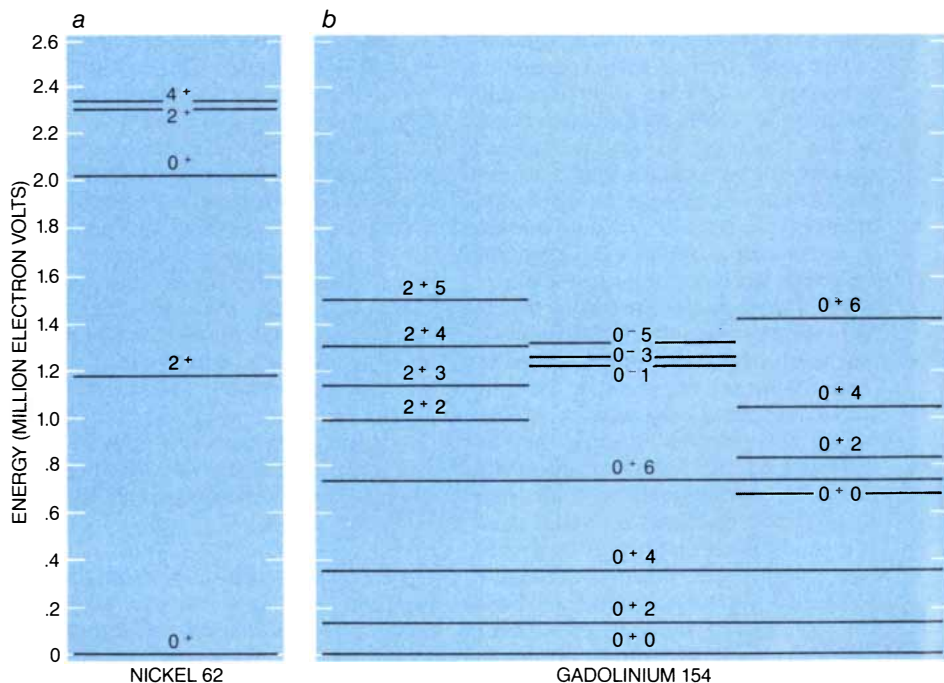 a
b
ENERGY (MILLION ELECTRON VOLTS)
2.6
2.4
2.2
2.0
1.8
1.6
1.4
1.2
1.0
.8
.6
.4
.2
0
4 +
2 +
0 +
2 +
0 +
2 + 5
2 + 4
2 + 3
2 + 2
0 − 5
0 − 3
0 − 1
0 + 6
0 + 4
0 + 2
0 + 0
0 + 6
0 + 4
0 + 2
0 + 0
NICKEL 62
GADOLINIUM 154